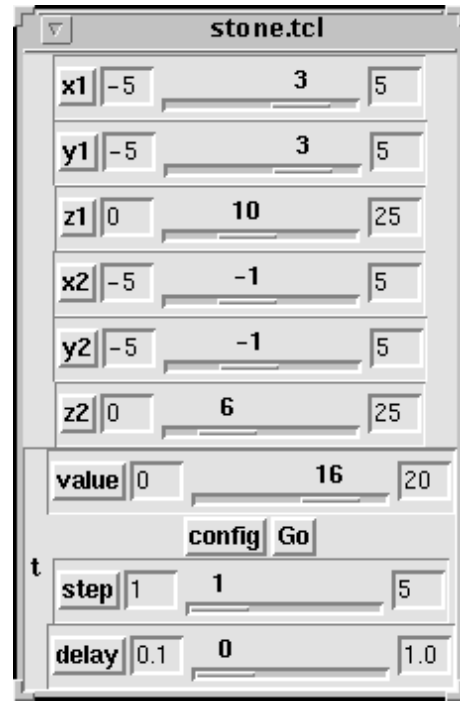 stone.tcl
x1 -5 3 5
y1 -5 3 5
z1 0 10 25
x2 -5 -1 5
y2 -5 -1 5
z2 0 6 25
value 0 16 20
config Go
t
step 1 1 5
delay 0.1 0 1.0